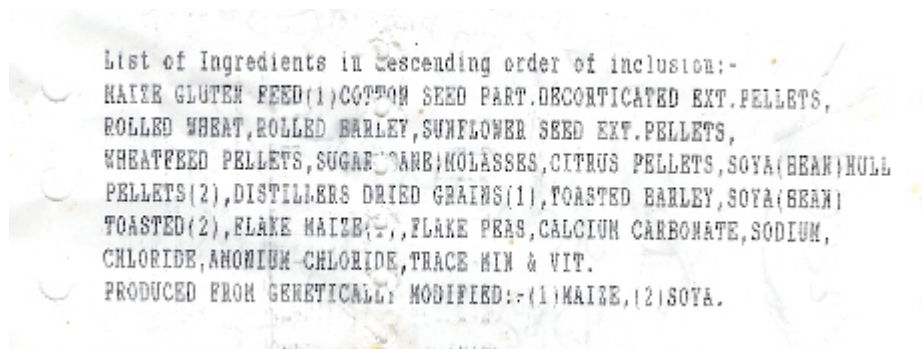 List of Ingredients in descending order of inclusion:-
MAIZE GLUTEN FEED(1)COTTON SEED PART.DECORTICATED EXT.PELLETS,
ROLLED WHEAT,ROLLED BARLEY,SUNFLOWER SEED EXT.PELLETS,
WHEATFEED PELLETS,SUGAR(CANE)MOLASSES,CITRUS PELLETS,SOYA(BEAN)HULL
PELLETS(2),DISTILLERS DRIED GRAINS(1),TOASTED BARLEY,SOYA(BEAN)
TOASTED(2),FLAKE MAIZE ,FLAKE PEAS,CALCIUM CARBONATE,SODIUM,
CHLORIDE,AMONIUM CHLORIDE,TRACE MIN & VIT.
PRODUCED FROM GENETICALLY MODIFIED:-(1)MAIZE,(2)SOYA.